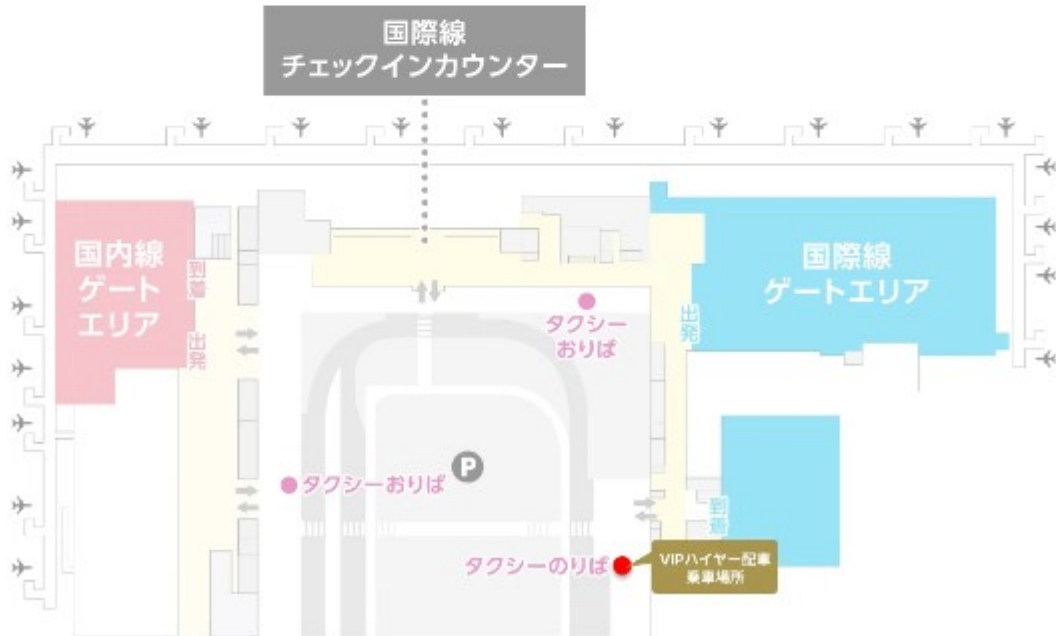 国際線
チェックインカウンター
国内線
ゲート
エリア
到着
出発
国際線
ゲートエリア
出発
タクシー
おりば
P
タクシーおりば
到着
タクシーのりば
VIPハイヤー配車
乗車場所